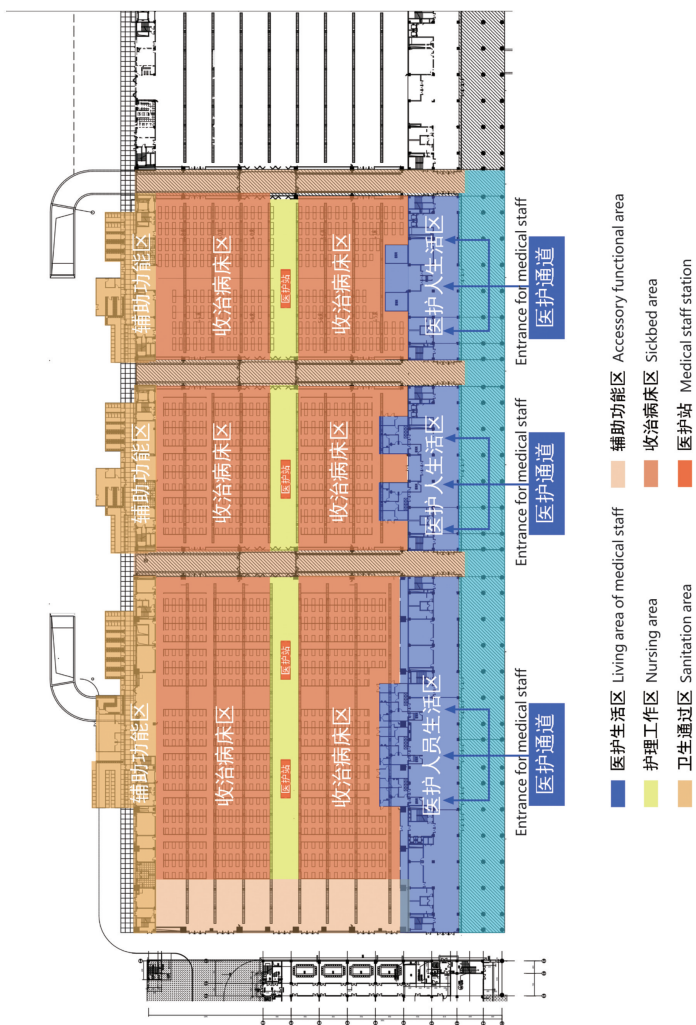 辅助功能区
辅助功能区
辅助功能区
收治病床区
收治病床区
收治病床区
医护站
医护站
医护站
医护站
收治病床区
收治病床区
收治病床区
医护人员生活区
医护人生活区
医护人生活区
Entrance for medical staff
Entrance for medical staff
Entrance for medical staff
医护通道
医护通道
医护通道
医护生活区 Living area of medical staff
辅助功能区 Accessory functional area
护理工作区 Nursing area
收治病床区 Sickbed area
卫生通过区 Sanitation area
医护站 Medical staff station